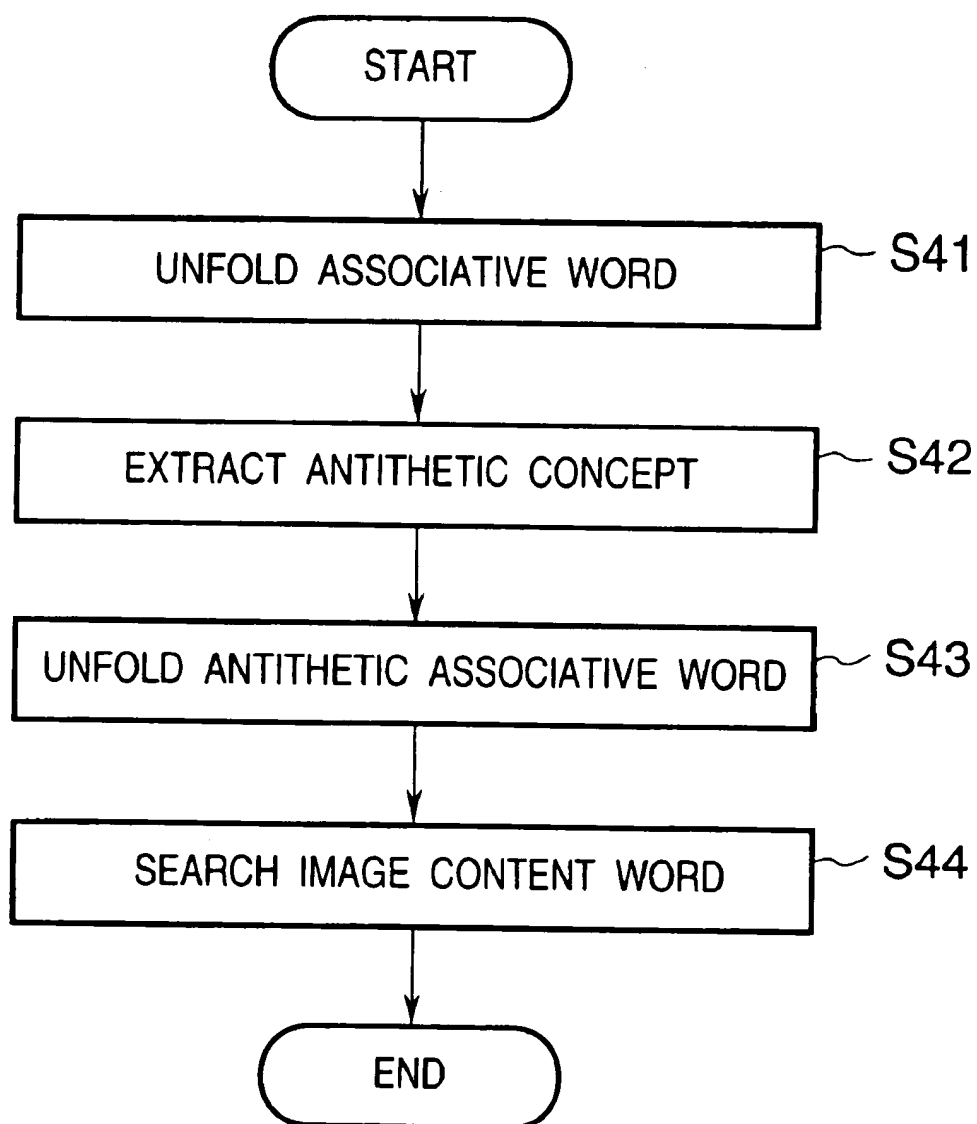 START
UNFOLD ASSOCIATIVE WORD
S41
EXTRACT ANTITHETIC CONCEPT
S42
UNFOLD ANTITHETIC ASSOCIATIVE WORD
S43
SEARCH IMAGE CONTENT WORD
S44
END